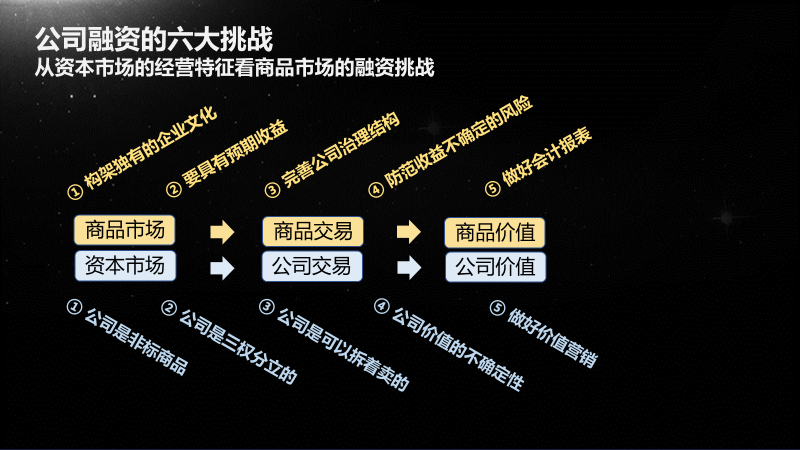 公司融资的六大挑战
从资本市场的经营特征看商品市场的融资挑战
① 构架独有的企业文化
② 要具有预期收益
③ 完善公司治理结构
④ 防范收益不确定的风险
⑤ 做好会计报表
商品市场
商品交易
商品价值
资本市场
公司交易
公司价值
① 公司是非标商品
② 公司是三权分立的
③ 公司是可以拆着卖的
④ 公司价值的不确定性
⑤ 做好价值营销